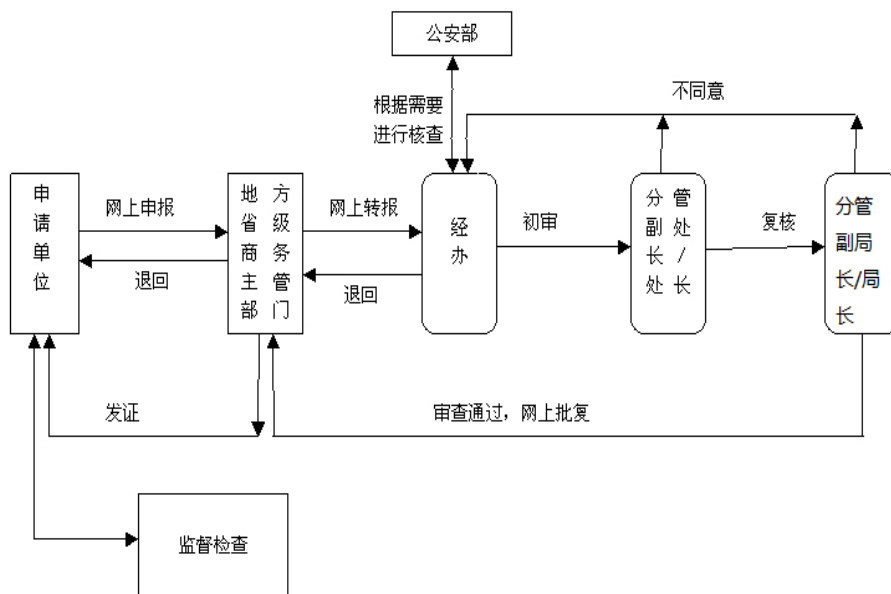 公安部
根据需要
进行核查
不同意
申
请
单
位
网上申报
退回
地 方
省 级
商 务
主 管
部 门
网上转报
退回
经
办
初审
分 管
副 处
长 /
处 长
复核
分管
副局
长/局
长
发证
审查通过，网上批复
监督检查